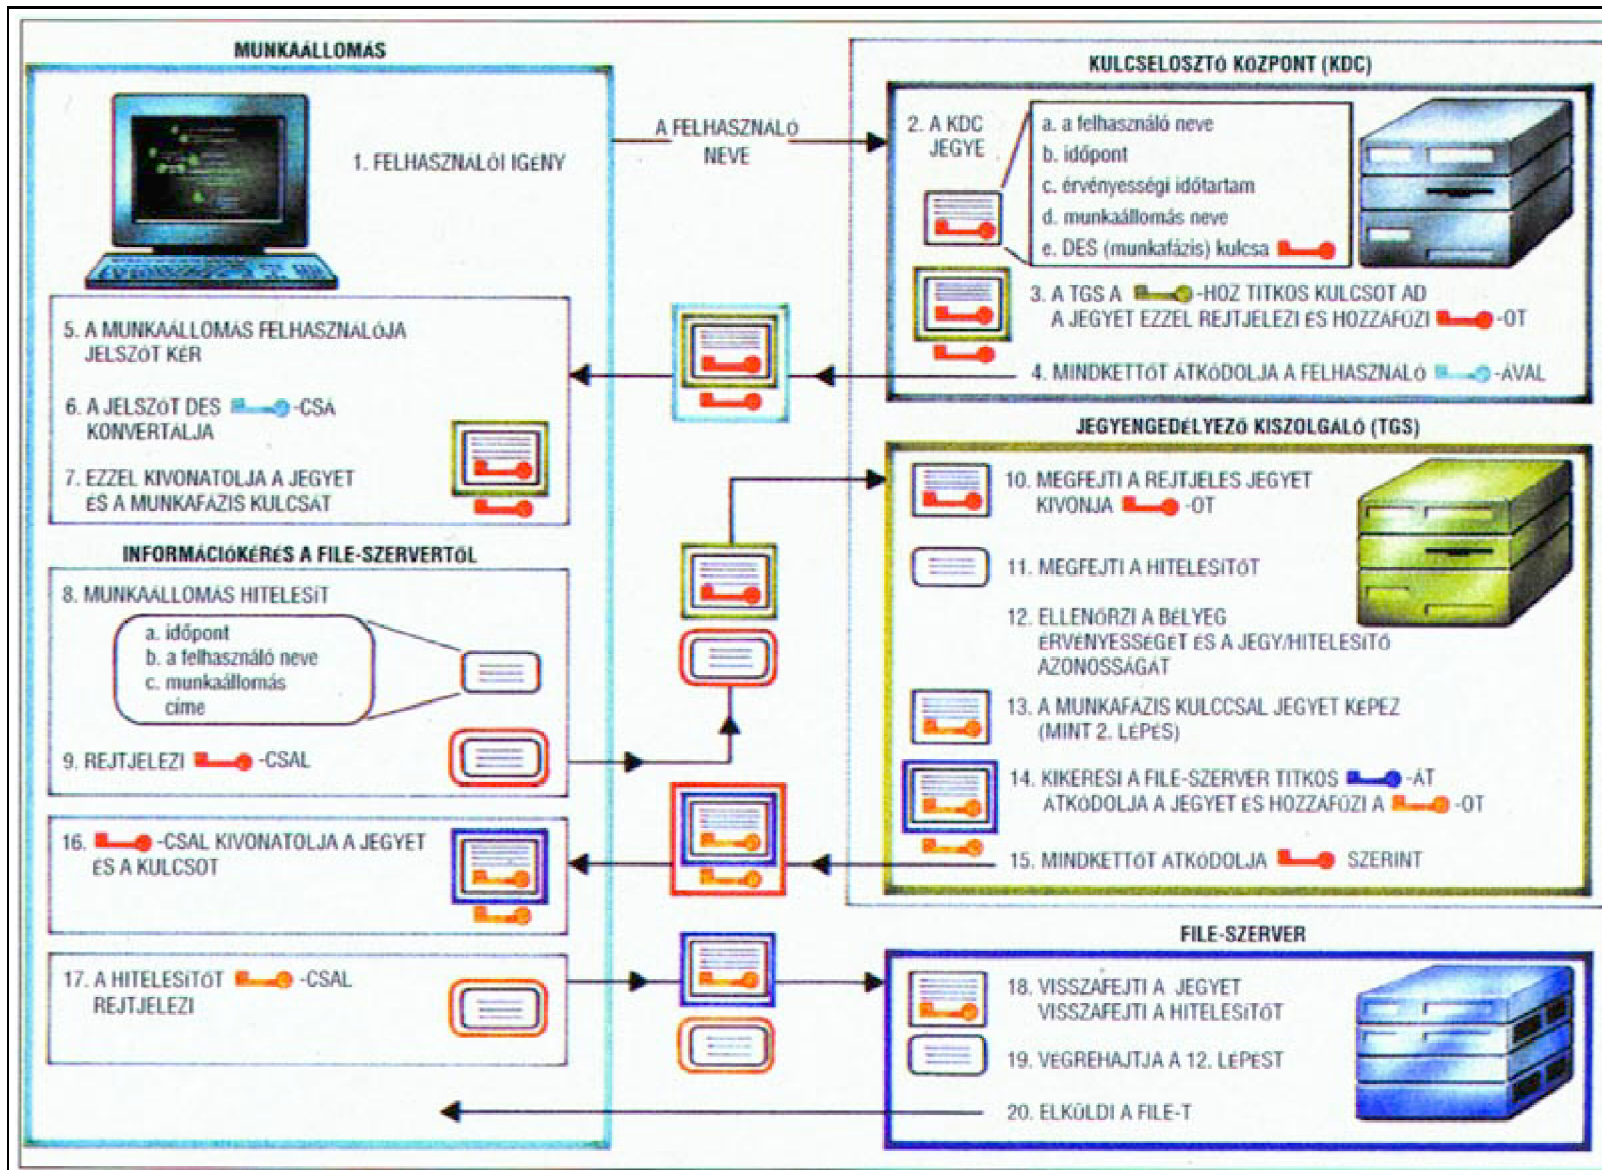 MUNKAÁLLOMÁS
1. FELHASZNÁLÓI IGÉNY
A FELHASZNÁLÓ
NEVE
KULCSELOSZTÓ KÖZPONT (KDC)
2. A KDC
JEGYE
a. a felhasználó neve
b. időpont
c. érvényességi időtartam
d. munkaállomás neve
e. DES (munkafázis) kulcsa
3. A TGS A -HOZ TITKOS KULCSOT AD
A JEGYET EZZEL REJTJELEZI ÉS HOZZÁFŰZI -OT
4. MINDKETTŐT ÁTKÓDOLJA A FELHASZNÁLÓ -ÁVAL
5. A MUNKAÁLLOMÁS FELHASZNÁLÓJA
JELSZÓT KÉR
6. A JELSZÓT DES -CSÁ
KONVERTÁLJA
7. EZZEL KIVONATOLJA A JEGYET
ÉS A MUNKAFÁZIS KULCSÁT
INFORMÁCIÓKÉRÉS A FILE-SZERVERTŐL
8. MUNKAÁLLOMÁS HITELESÍT
a. időpont
b. a felhasználó neve
c. munkaállomás
címe
9. REJTJELEZI -CSAL
JEGYENGEDÉLYEZŐ KISZOLGÁLÓ (TGS)
10. MEGFEJTI A REJTJELES JEGYET
KIVONJA -OT
11. MEGFEJTI A HITELESÍTŐT
12. ELLENŐRZI A BÉLYEG
ÉRVÉNYESSÉGÉT ÉS A JEGY/HITELESÍTŐ
AZONOSSÁGÁT
13. A MUNKAFÁZIS KULCCSAL JEGYET KÉPEZ
(MINT 2. LÉPÉS)
14. KIKERESI A FILE-SZERVER TITKOS -ÁT
ÁTKÓDOLJA A JEGYET ÉS HOZZÁFŰZI A -OT
15. MINDKETTŐT ÁTKÓDOLJA SZERINT
16. -CSAL KIVONATOLJA A JEGYET
ÉS A KULCSOT
17. A HITELESÍTŐT -CSAL
REJTJELEZI
FILE-SZERVER
18. VISSZAFEJTI A JEGYET
VISSZAFEJTI A HITELESÍTŐT
19. VÉGREHAJTJA A 12. LÉPÉST
20. ELKÜLDI A FILE-T